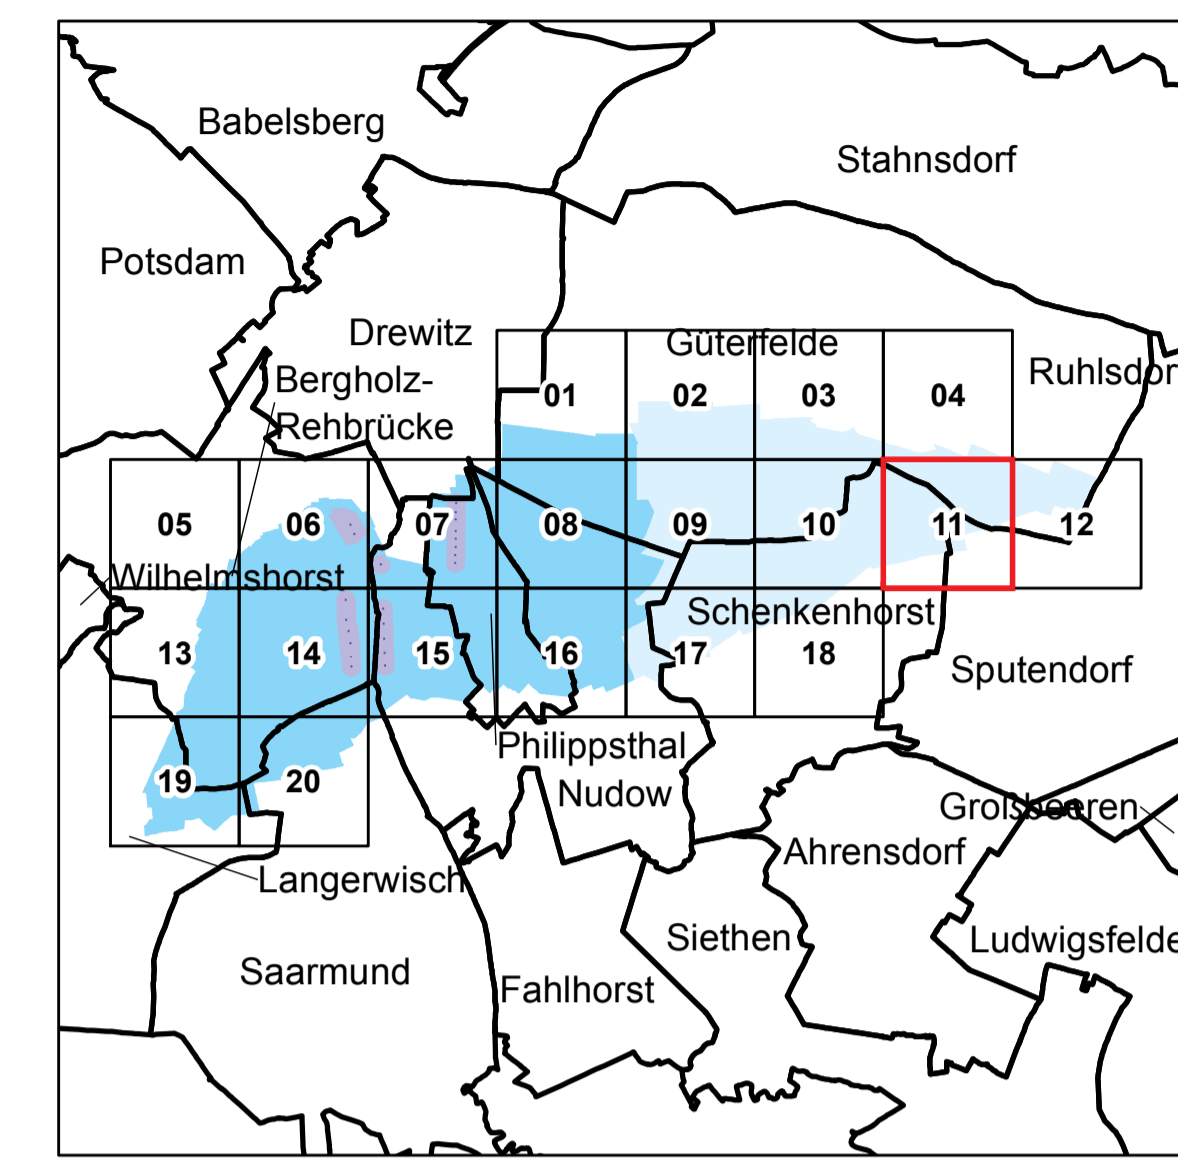 Babelsberg
Stahnsdorf
Potsdam
Drewitz
Güterfelde
Ruhlsdor
Bergholz-
Rehbrücke
01
02
03
04
05
06
07
08
09
10
11
12
Wilhelmshorst
Schenkenhorst
13
14
15
16
17
18
Sputendorf
Philippsthal
19
20
Nudow
Großbeeren
Ahrensdorf
Langerwisch
Siethen
Ludwigsfelde
Saarmund
Fahlhorst